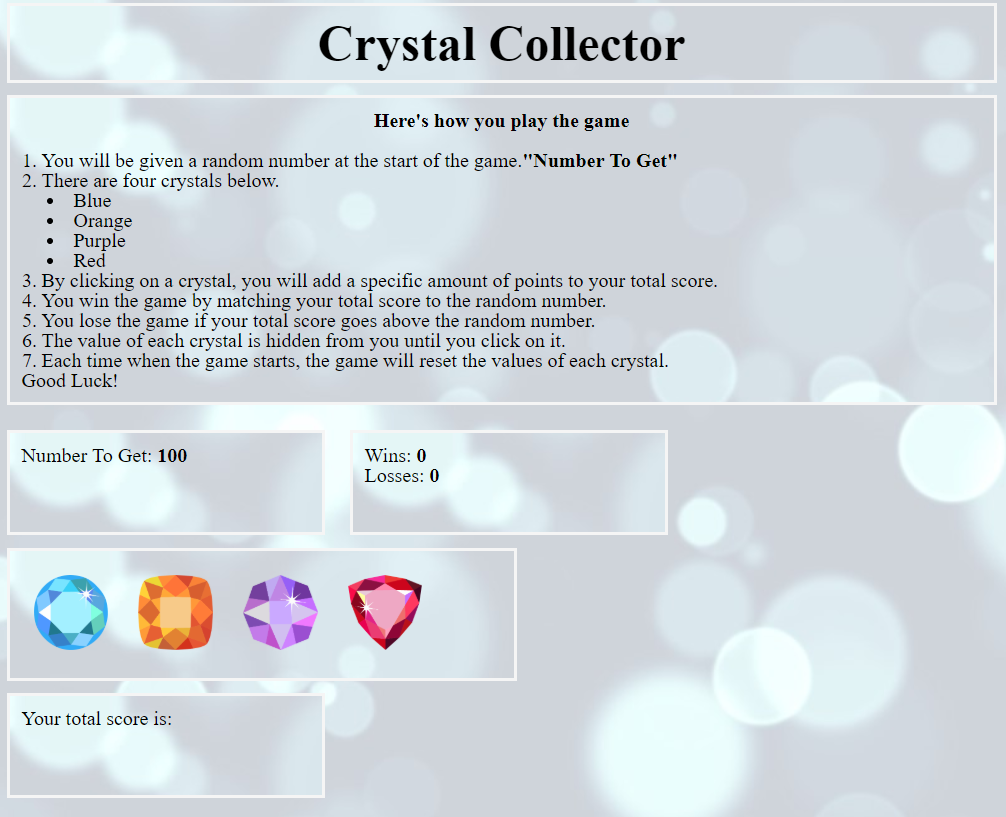 Crystal Collector
Here's how you play the game
1. You will be given a random number at the start of the game."Number To Get"
2. There are four crystals below.
• Blue
• Orange
• Purple
• Red
3. By clicking on a crystal, you will add a specific amount of points to your total score.
4. You win the game by matching your total score to the random number.
5. You lose the game if your total score goes above the random number.
6. The value of each crystal is hidden from you until you click on it.
7. Each time when the game starts, the game will reset the values of each crystal.
Good Luck!
Number To Get: 100
Wins: 0
Losses: 0
Your total score is: